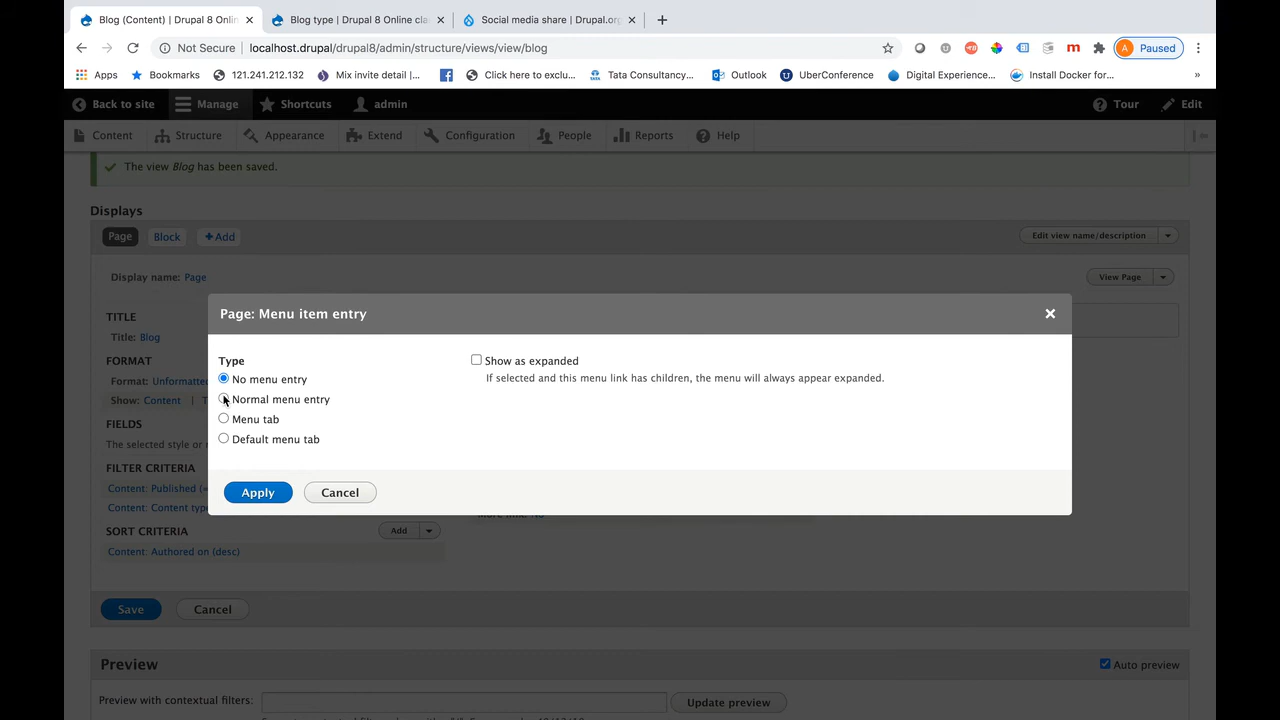 Blog (Content) | Drupal 8 Onlin
Blog type | Drupal 8 Online cla
Social media share | Drupal.or
Not Secure
localhost.drupal/drupal8/admin/structure/views/view/blog
A Paused
Apps
Bookmarks
121.241.212.132
Mix invite detail |...
Click here to exclu...
Tata Consultancy...
Outlook
UberConference
Digital Experience...
Install Docker for...
»
Back to site
Manage
Shortcuts
admin
Tour
Edit
Content
Structure
Appearance
Extend
Configuration
People
Reports
Help
The view Blog has been saved.
Displays
Page
Block
+Add
Edit view name/description
Display name: Page
View Page
TITLE
Title: Blog
FORMAT
Format: Unformatte
Show: Content | T
FIELDS
The selected style or r
FILTER CRITERIA
Content: Published (=
Content: Content type
SORT CRITERIA
Add
Content: Authored on (desc)
Page: Menu item entry
Type
No menu entry
Normal menu entry
Menu tab
Default menu tab
Show as expanded
If selected and this menu link has children, the menu will always appear expanded.
Apply
Cancel
Save
Cancel
Preview
Auto preview
Preview with contextual filters:
Update preview